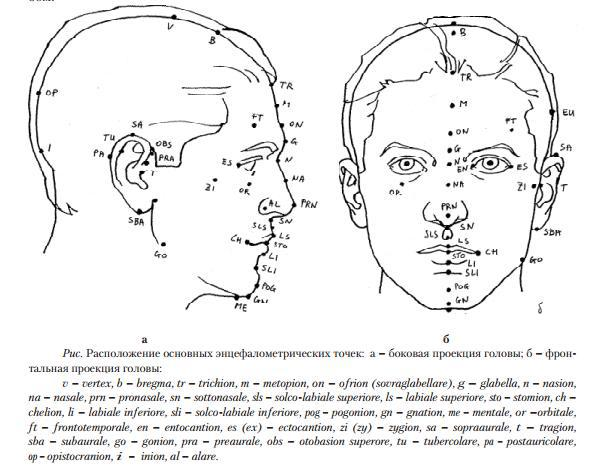 V
B
TR
M
OP
FT
ON
SA
G
TU
OBS
I
PA
PRA
N
ES
T
NA
ZI
OR
AL
PRN
SN
SLS
SBA
LS
CH
STO
GO
LI
SLI
POG
ME
B
TR
M
EU
ON
FT
G
SA
N
EN
ES
OR
NA
ZI
T
PRN
SN
SLS
SBA
LS
CH
STO
LI
GO
SLI
POG
GN
б
а б
Рис. Расположение основных энцефалометрических точек: а – боковая проекция головы; б – фрон-
тальная проекция головы:
v – vertex, b – bregma, tr – trichion, m – metopion, on – ofrion (sovraglabellare), g – glabella, n – nasion,
na – nasale, prn – pronasale, sn – sottonasale, sls – solco-labiale superiore, ls – labiale superiore, sto – stomion, ch –
chelion, li – labiale inferiore, sli – solco-labiale inferiore, pog – pogonion, gn – gnation, me – mentale, or –orbitale,
ft – frontotemporale, en – entocantion, es (ex) – ectocantion, zi (zy) – zygion, sa – sopraaurale, t – tragion,
sba – subaurale, go – gonion, pra – preaurale, obs – otobasion superore, tu – tubercolare, pa – postauricolare,
op –opistocranion, i – inion, al – alare.